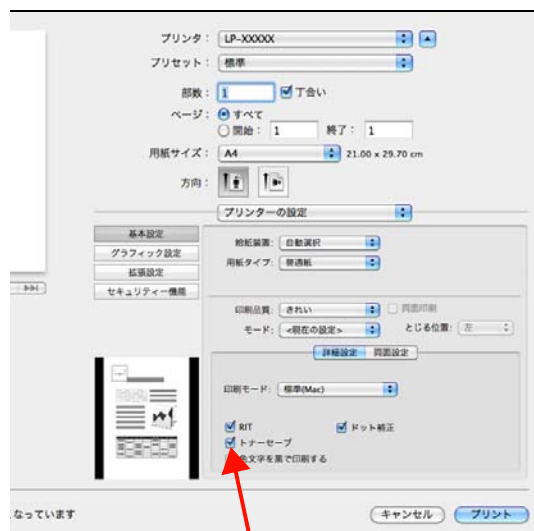 プリンタ: LP-XXXXX
プリセット: 標準
部数: 1 丁合い
ページ: すべて
開始: 1 終了: 1
用紙サイズ: A4 21.00 x 29.70 cm
方向:
プリンターの設定
基本設定
グラフィック設定
拡張設定
セキュリティー機能
給紙装置: 自動選択
用紙タイプ: 普通紙
印刷品質: きれい 両面印刷
モード: <現在の設定> とじる位置: 左
詳細設定 両面設定
印刷モード: 標準(Mac)
RIT ドット補正
トナーセーブ
色文字を黒で印刷する
なっています キャンセル プリント